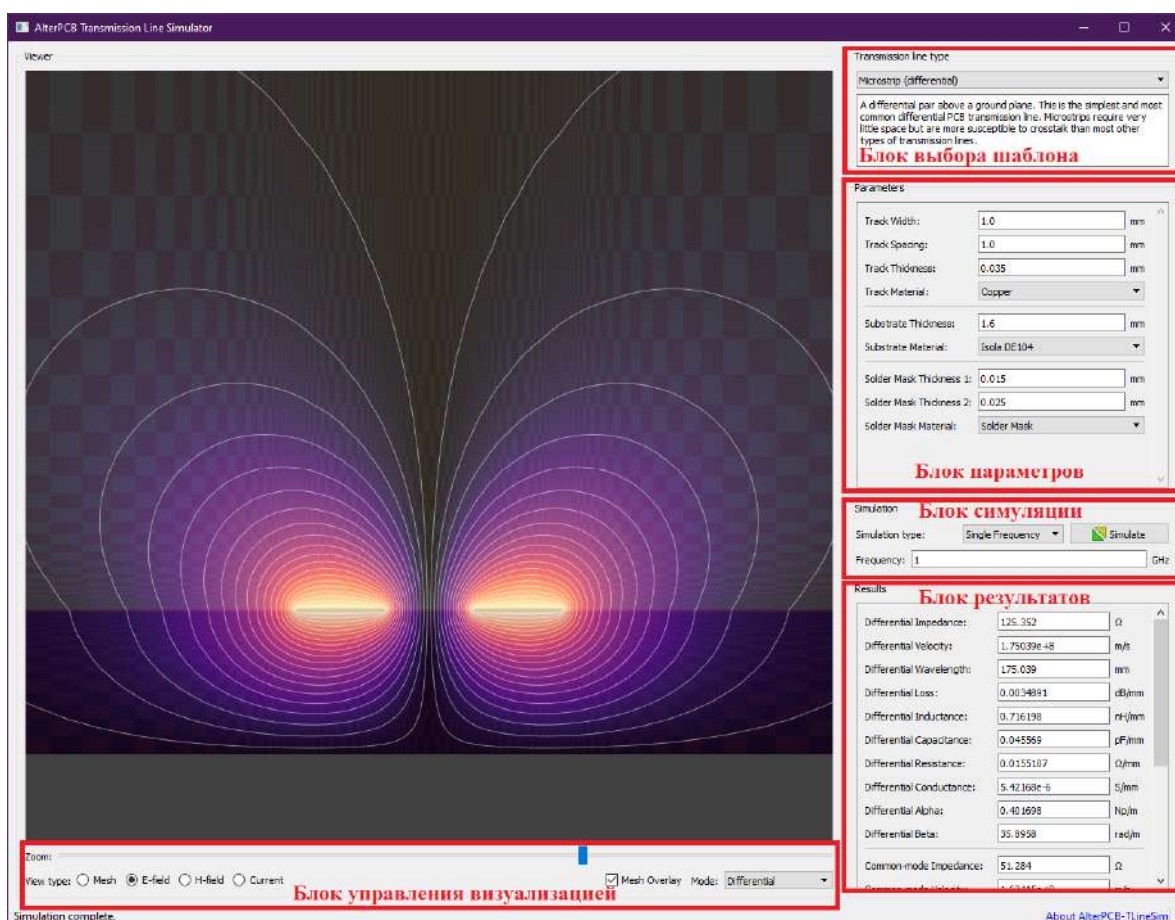 AlterPCB Transmission Line Simulator
Viewer
Transmission line type
Microstrip (differential)
A differential pair above a ground plane. This is the simplest and most
common differential PCB transmission line. Microstrips require very
little space but are more susceptible to crosstalk than most other
types of transmission lines.
Блок выбора шаблона
Parameters
Track Width: 1.0 mm
Track Spacing: 1.0 mm
Track Thickness: 0.035 mm
Track Material: Copper
Substrate Thickness: 1.6 mm
Substrate Material: Isola DE104
Solder Mask Thickness 1: 0.015 mm
Solder Mask Thickness 2: 0.025 mm
Solder Mask Material: Solder Mask
Блок параметров
Simulation
Блок симуляции
Simulation type: Single Frequency Simulate
Frequency: 1 GHz
Results
Блок результатов
Differential Impedance: 125.352 Ω
Differential Velocity: 1.75039e+8 m/s
Differential Wavelength: 175.039 mm
Differential Loss: 0.0034891 dB/mm
Differential Inductance: 0.716198 nH/mm
Differential Capacitance: 0.045569 pF/mm
Differential Resistance: 0.0155187 Ω/mm
Differential Conductance: 5.42168e-6 S/mm
Differential Alpha: 0.401698 Np/m
Differential Beta: 35.8958 rad/m
Common-mode Impedance: 51.284 Ω
Zoom:
View type: Mesh E-field H-field Current Mesh Overlay Mode: Differential
Блок управления визуализацией
Simulation complete.
About AlterPCB-TLineSim